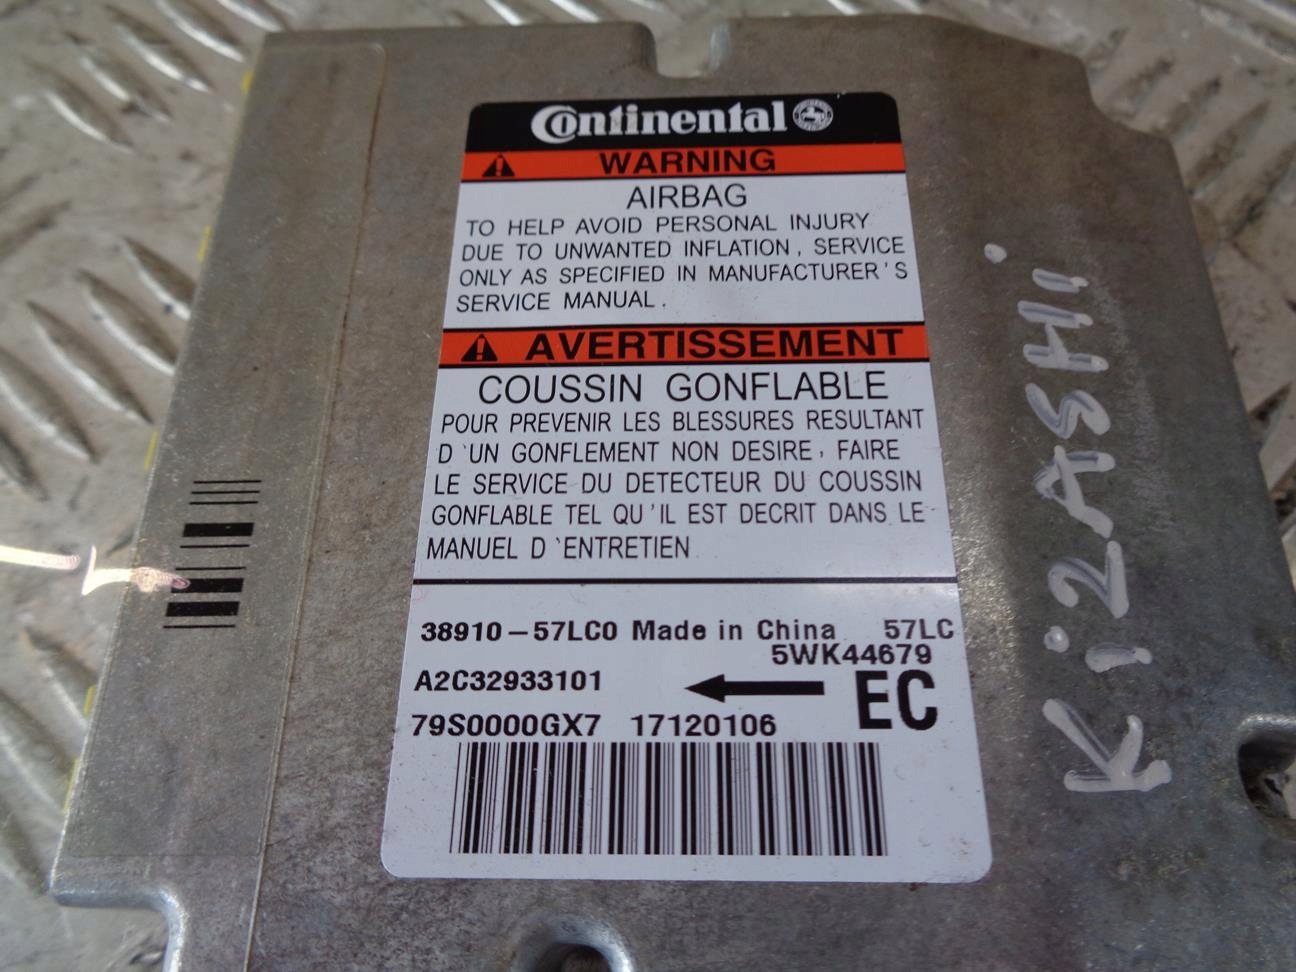 Continental
WARNING
AIRBAG
TO HELP AVOID PERSONAL INJURY
DUE TO UNWANTED INFLATION, SERVICE
ONLY AS SPECIFIED IN MANUFACTURER'S
SERVICE MANUAL.
AVERTISSEMENT
COUSSIN GONFLABLE
POUR PREVENIR LES BLESSURES RESULTANT
D`UN GONFLEMENT NON DESIRE, FAIRE
LE SERVICE DU DETECTEUR DU COUSSIN
GONFLABLE TEL QU'IL EST DECRIT DANS LE
MANUEL D`ENTRETIEN
38910-57LC0 Made in China 57LC
5WK44679
A2C32933101
EC
79S0000GX7 17120106
KiZASHi